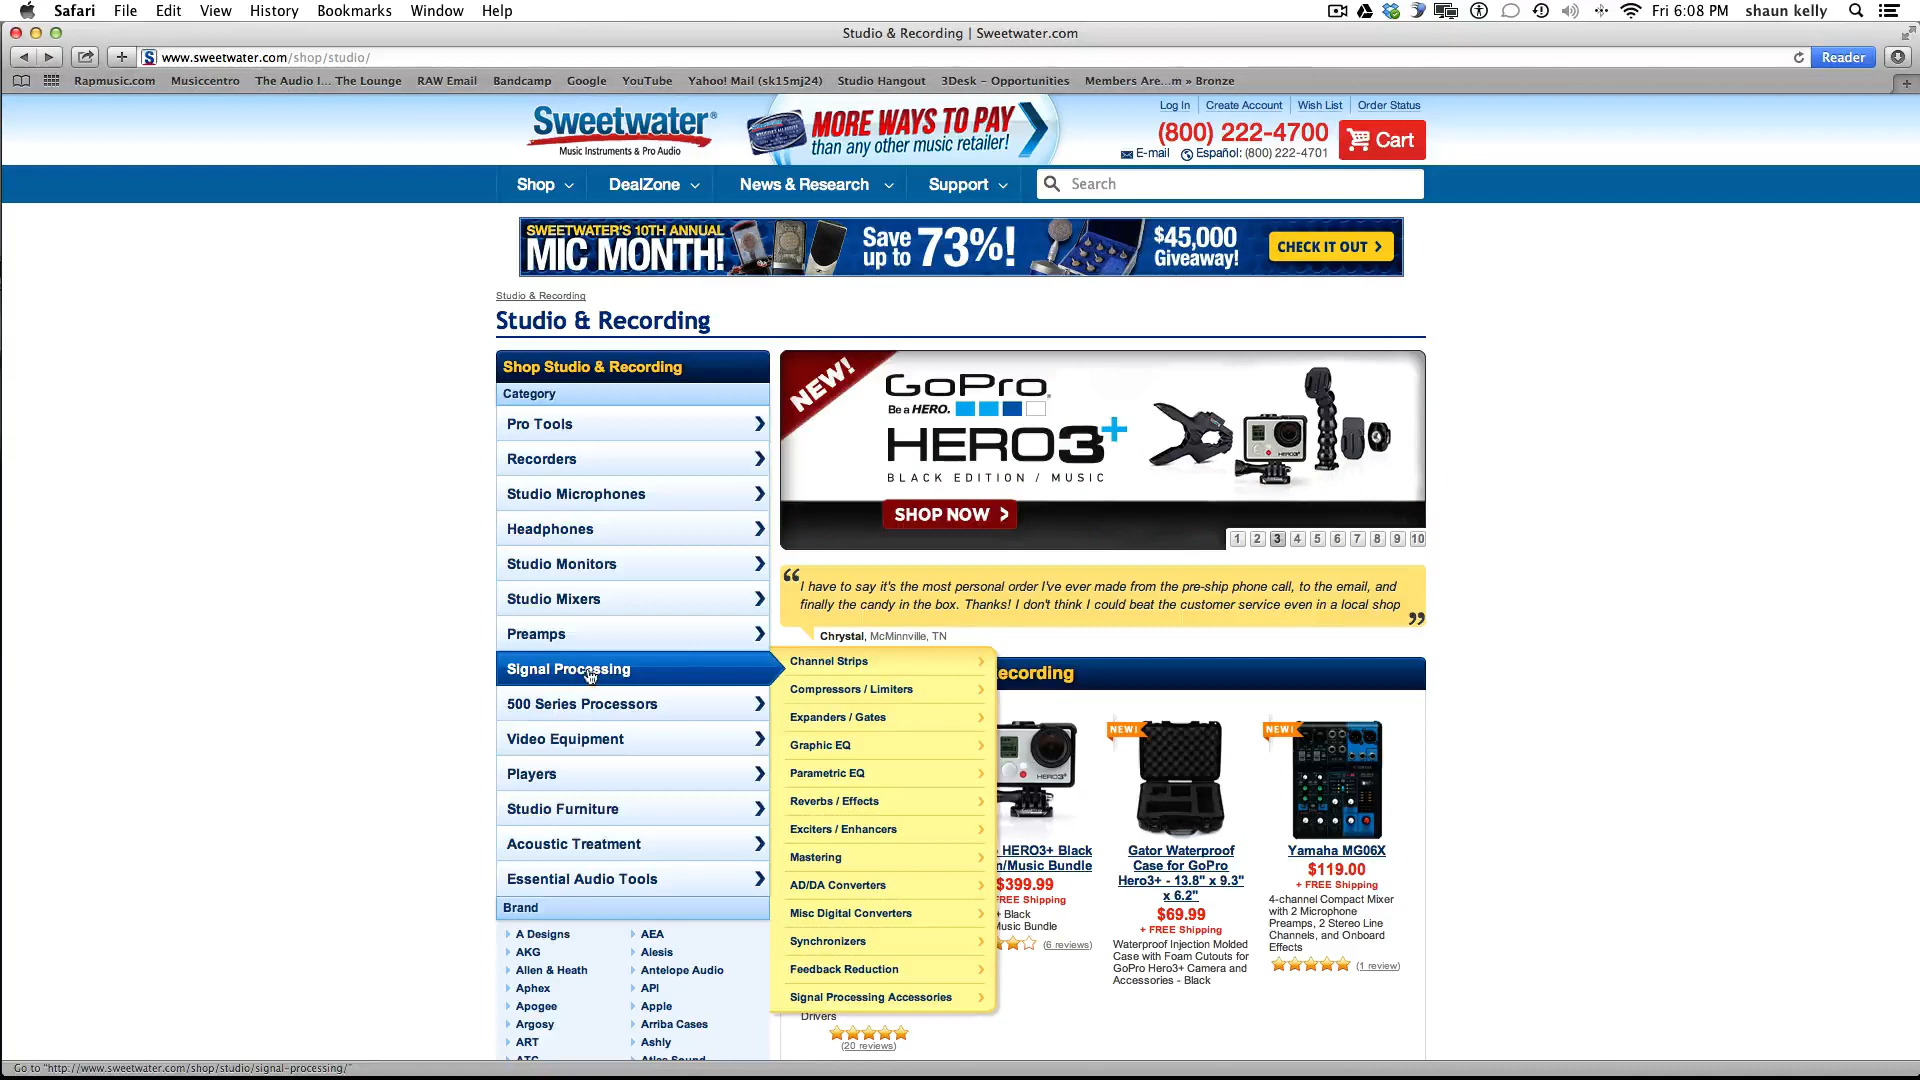 Safari File Edit View History Bookmarks Window Help
Fri 6:08 PM shaun kelly
Studio & Recording | Sweetwater.com
www.sweetwater.com/shop/studio/
Reader
Rapmusic.com Musiccentro The Audio I... The Lounge RAW Email Bandcamp Google YouTube Yahoo! Mail (sk15mj24) Studio Hangout 3Desk – Opportunities Members Are...m » Bronze
Sweetwater®
Music Instruments & Pro Audio
MORE WAYS TO PAY
than any other music retailer!
Log In Create Account Wish List Order Status
(800) 222-4700
E-mail Español: (800) 222-4701
Cart
Shop DealZone News & Research Support Search
SWEETWATER'S 10TH ANNUAL
MIC MONTH!
Save
up to 73%!
$45,000
Giveaway!
CHECK IT OUT
Studio & Recording
Studio & Recording
Shop Studio & Recording
Category
Pro Tools
Recorders
Studio Microphones
Headphones
Studio Monitors
Studio Mixers
Preamps
Signal Processing
500 Series Processors
Video Equipment
Players
Studio Furniture
Acoustic Treatment
Essential Audio Tools
Brand
A Designs AEA
AKG Alesis
Allen & Heath Antelope Audio
Aphex API
Apogee Apple
Argosy Arriba Cases
ART Ashly
ATC Atlas Sound
NEW!
GoPro
Be a HERO.
HERO3+
BLACK EDITION / MUSIC
SHOP NOW
1 2 3 4 5 6 7 8 9 10
“ I have to say it's the most personal order I've ever made from the pre-ship phone call, to the email, and
finally the candy in the box. Thanks! I don't think I could beat the customer service even in a local shop ”
Chrystal, McMinnville, TN
Channel Strips
Compressors / Limiters
Expanders / Gates
Graphic EQ
Parametric EQ
Reverbs / Effects
Exciters / Enhancers
Mastering
AD/DA Converters
Misc Digital Converters
Synchronizers
Feedback Reduction
Signal Processing Accessories
ecording
HERO3+
HERO3+ Black
n/Music Bundle
$399.99
FREE Shipping
+ Black
Music Bundle
(6 reviews)
NEW!
Gator Waterproof
Case for GoPro
Hero3+ - 13.8" x 9.3"
x 6.2"
$69.99
+ FREE Shipping
Waterproof Injection Molded
Case with Foam Cutouts for
GoPro Hero3+ Camera and
Accessories - Black
NEW!
Yamaha MG06X
$119.00
+ FREE Shipping
4-channel Compact Mixer
with 2 Microphone
Preamps, 2 Stereo Line
Channels, and Onboard
Effects
(1 review)
Drivers
(20 reviews)
Go to "http://www.sweetwater.com/shop/studio/signal-processing/"